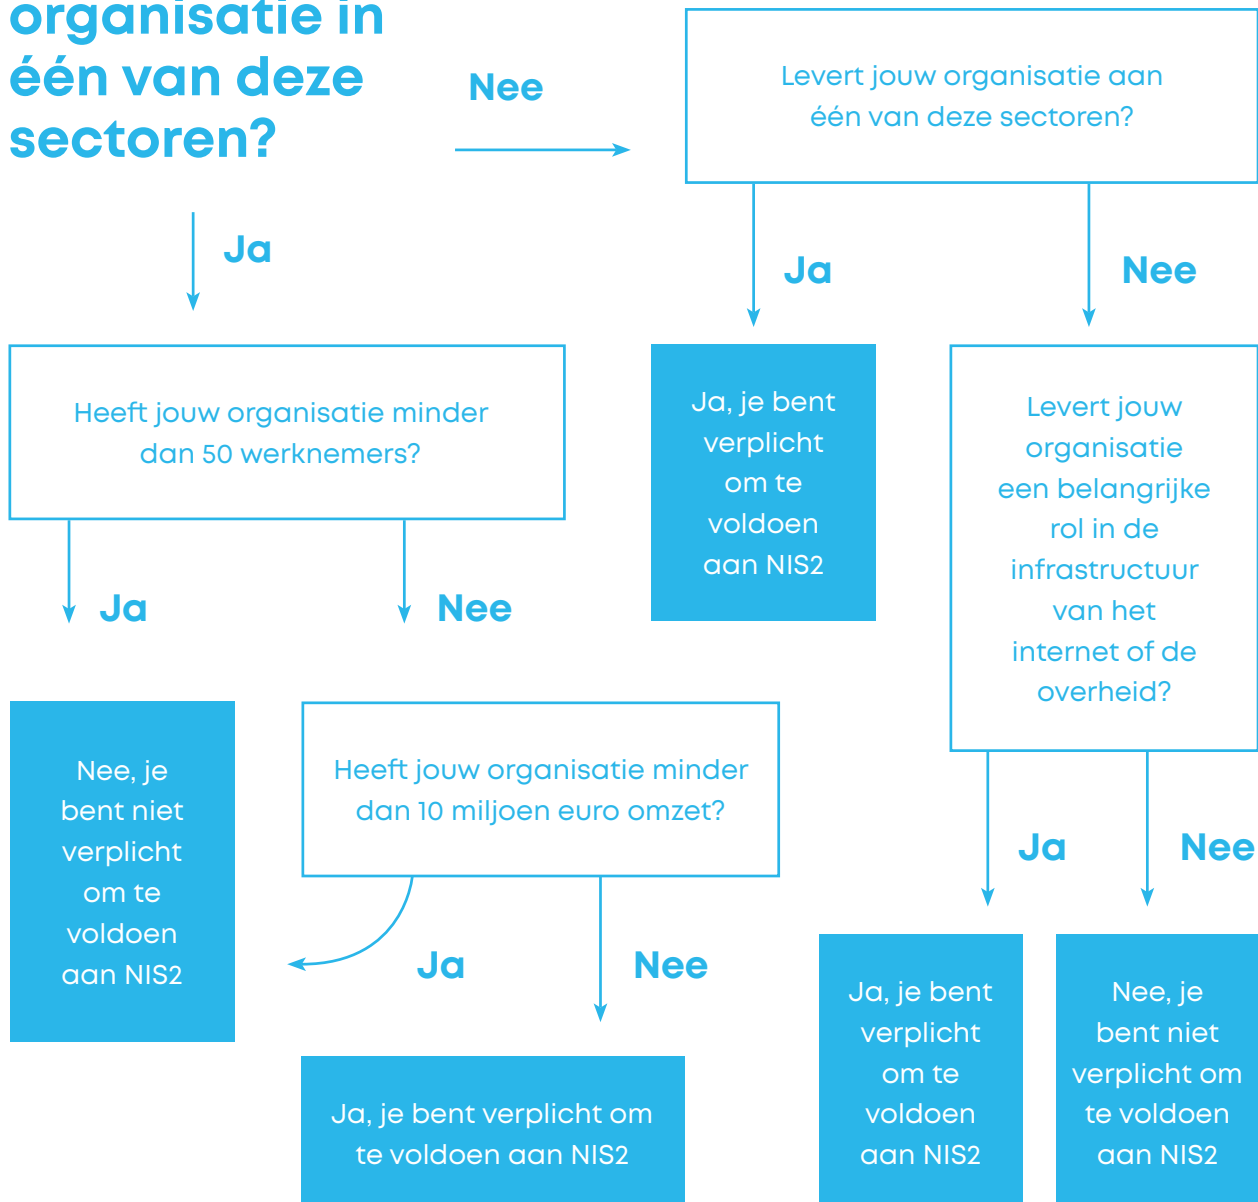 organisatie in
één van deze
sectoren?
Nee
Levert jouw organisatie aan
één van deze sectoren?
Ja
Ja
Nee
Heeft jouw organisatie minder
dan 50 werknemers?
Ja, je bent
verplicht
om te
voldoen
aan NIS2
Levert jouw
organisatie
een belangrijke
rol in de
infrastructuur
van het
internet of de
overheid?
Ja
Nee
Nee, je
bent niet
verplicht
om te
voldoen
aan NIS2
Heeft jouw organisatie minder
dan 10 miljoen euro omzet?
Ja
Nee
Ja
Nee
Ja, je bent verplicht om
te voldoen aan NIS2
Ja, je bent
verplicht
om te
voldoen
aan NIS2
Nee, je
bent niet
verplicht om
te voldoen
aan NIS2